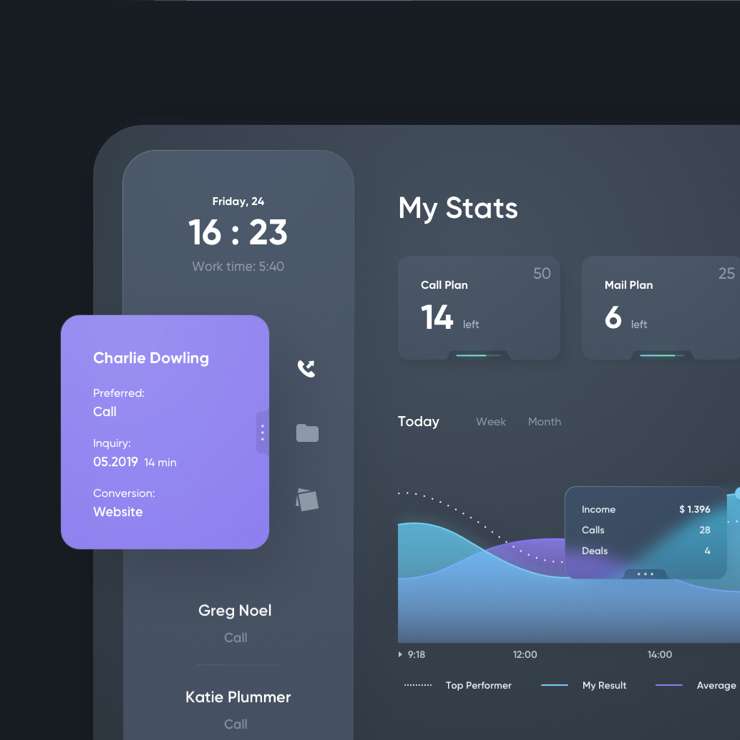 Friday, 24
16 : 23
Work time: 5:40
Charlie Dowling
Preferred:
Call
Inquiry:
05.2019 14 min
Conversion:
Website
Greg Noel
Call
Katie Plummer
Call
My Stats
50
Call Plan
14 left
25
Mail Plan
6 left
Today Week Month
Income $ 1.396
Calls 28
Deals 4
9:18 12:00 14:00
Top Performer My Result Average